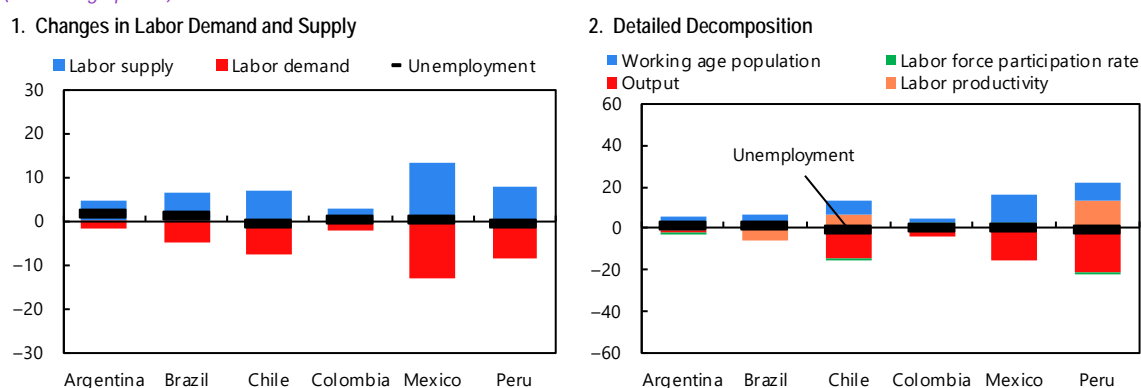 1. Changes in Labor Demand and Supply
Labor supply Labor demand Unemployment
30
20
10
0
–10
–20
–30
Argentina Brazil Chile Colombia Mexico Peru
2. Detailed Decomposition
Working age population Labor force participation rate
Output Labor productivity
60
40
20
0
–20
–40
–60
Unemployment
Argentina Brazil Chile Colombia Mexico Peru